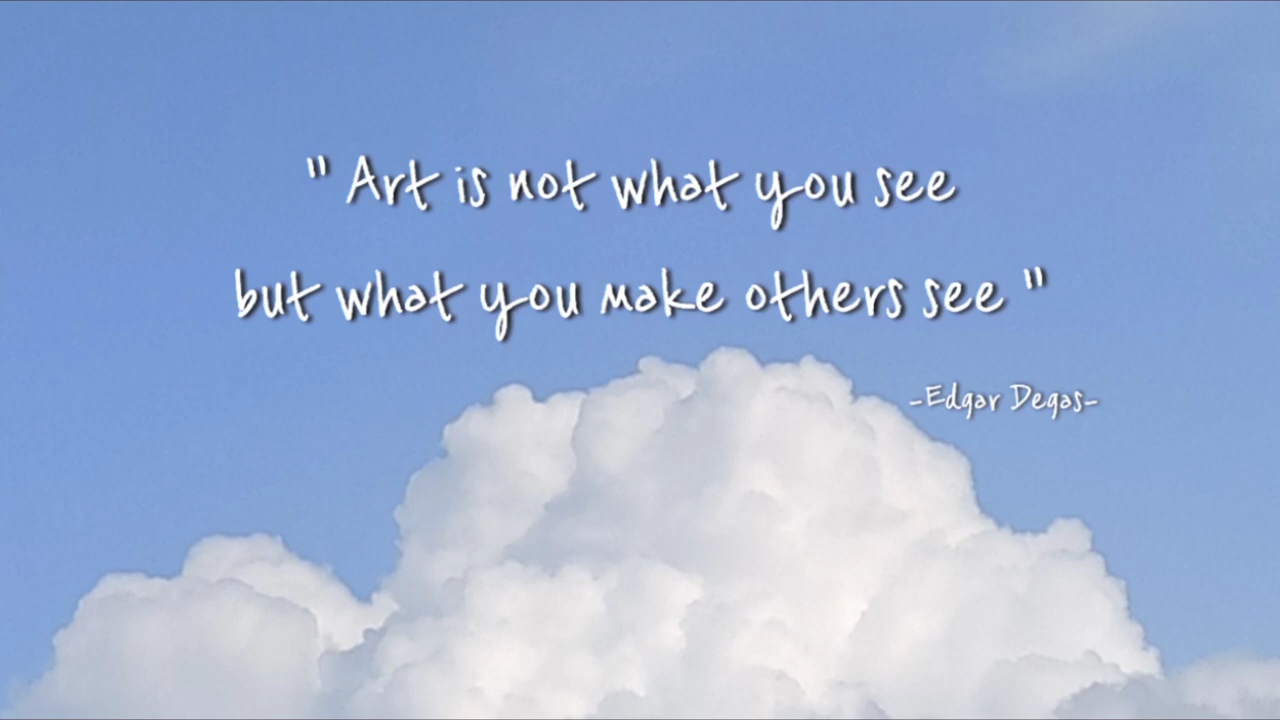 " Art is not what you see
but what you make others see "
-Edgar Degas-